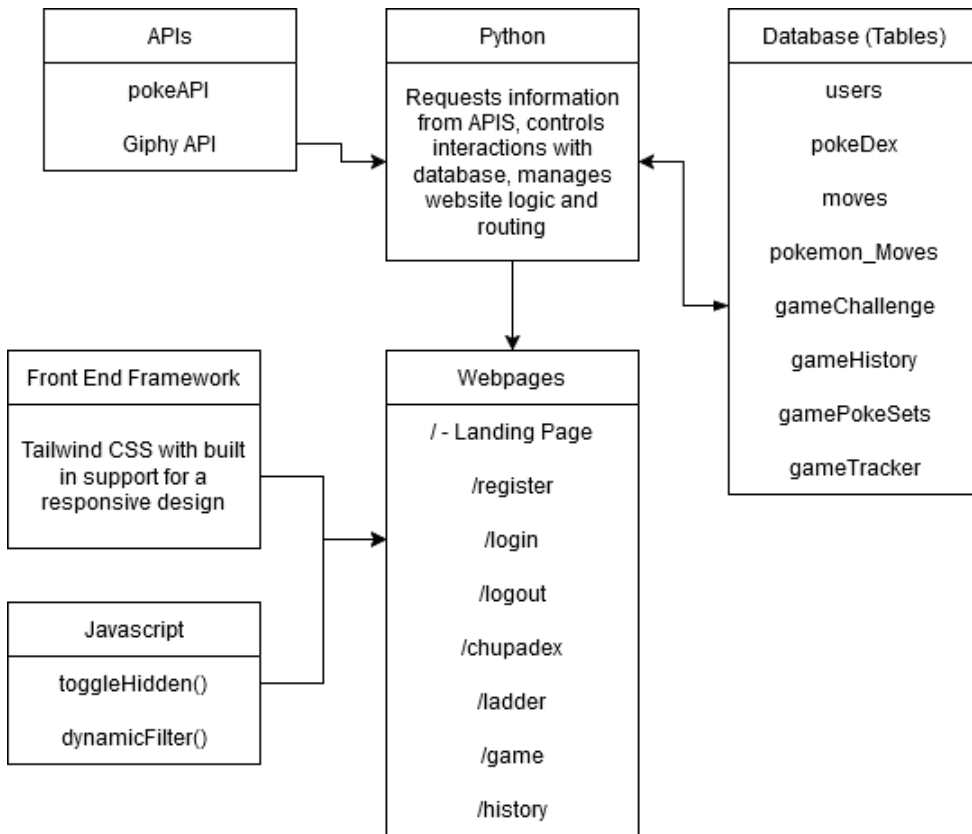 APIs
pokeAPI
Giphy API
Python
Requests information
from APIS, controls
interactions with
database, manages
website logic and
routing
Database (Tables)
users
pokeDex
moves
pokemon_Moves
gameChallenge
gameHistory
gamePokeSets
gameTracker
Front End Framework
Tailwind CSS with built
in support for a
responsive design
Javascript
toggleHidden()
dynamicFilter()
Webpages
/ - Landing Page
/register
/login
/logout
/chupadex
/ladder
/game
/history